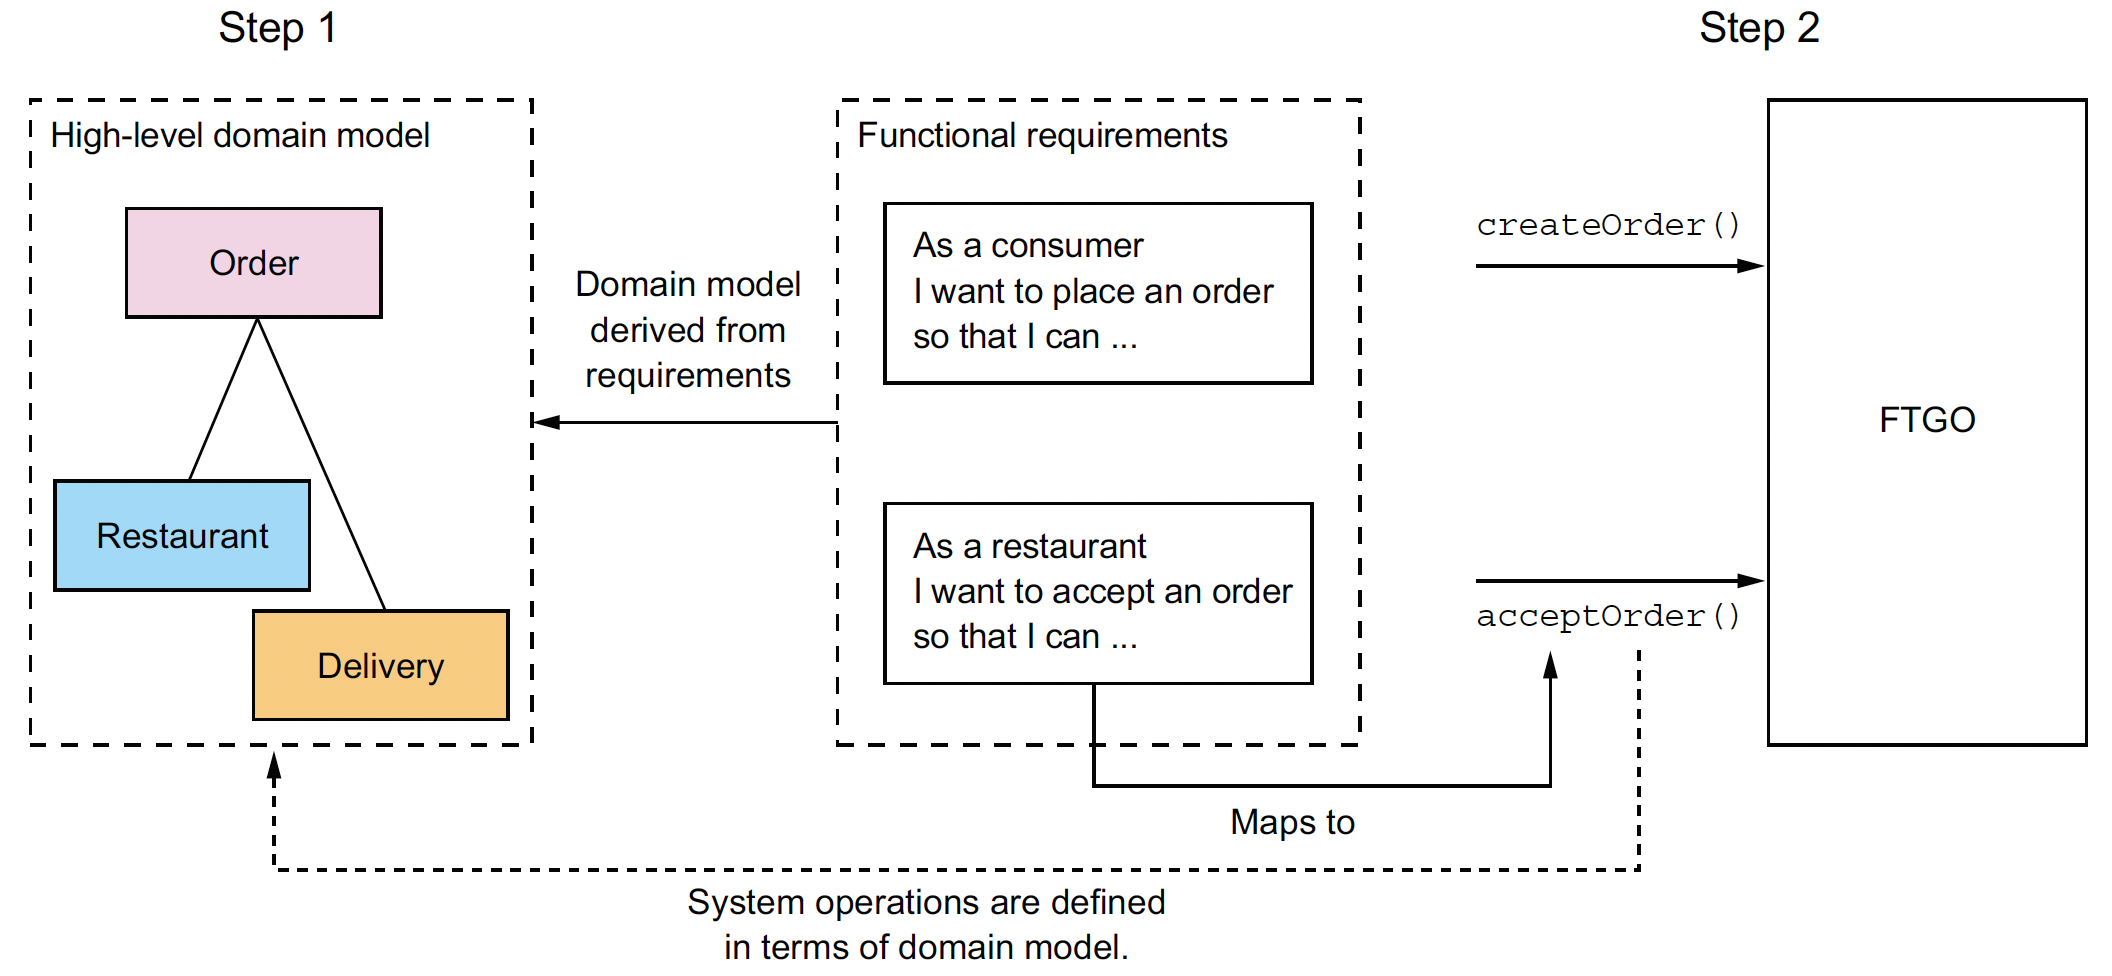 Step 1
Step 2
High-level domain model
Order
Restaurant
Delivery
Domain model
derived from
requirements
Functional requirements
As a consumer
I want to place an order
so that I can ...
As a restaurant
I want to accept an order
so that I can ...
createOrder()
acceptOrder()
FTGO
Maps to
System operations are defined
in terms of domain model.